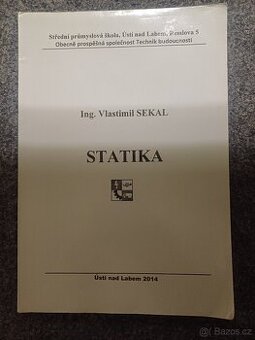 Střední průmyslová škola, Ústí nad Labem, Resslova 5
Obecně prospěšná společnost Technik budoucnosti
Ing. Vlastimil SEKAL
STATIKA
Ústí nad Labem 2014
Bazoš.cz